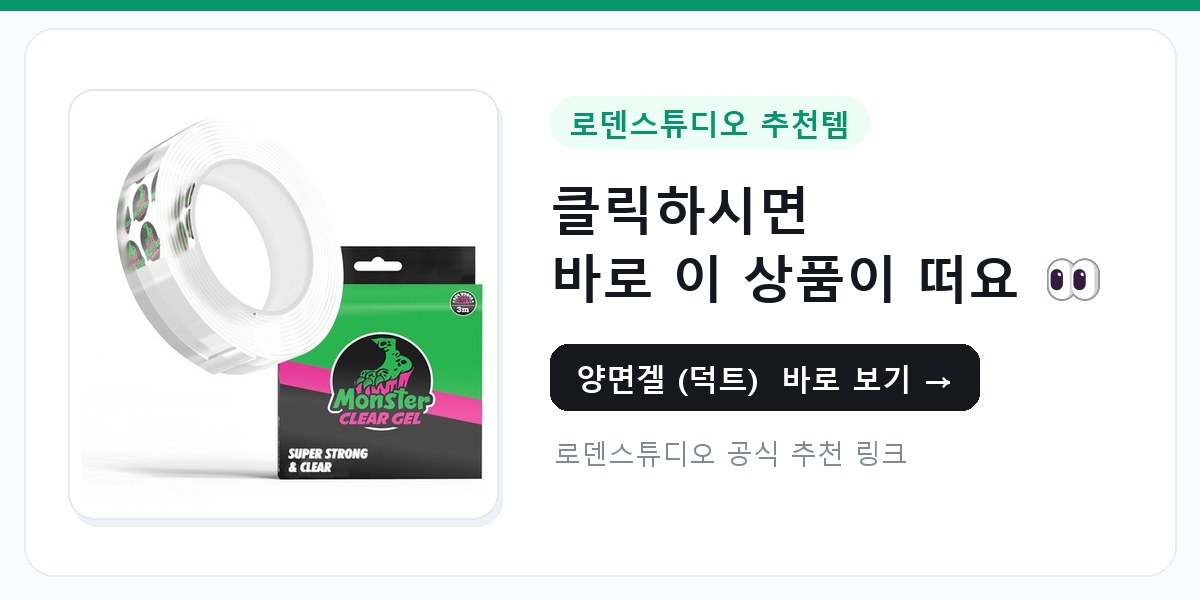 로덴스튜디오 추천템
클릭하시면
바로 이 상품이 떠요 👀
양면겔 (덕트) 바로 보기 →
로덴스튜디오 공식 추천 링크
3m
Monster
CLEAR GEL
SUPER STRONG
& CLEAR